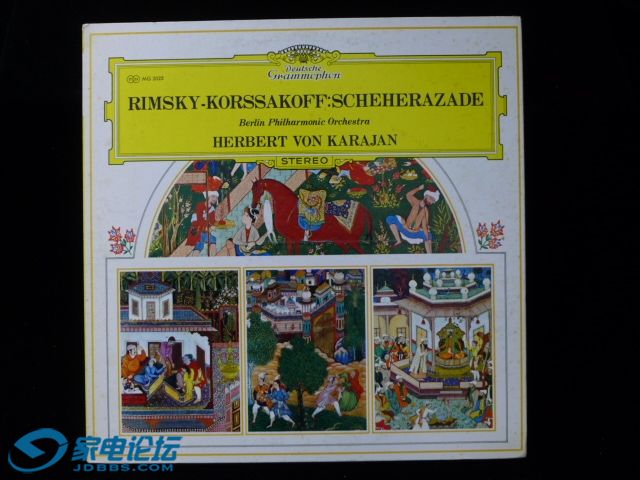 Deutsche
Grammophon
MG 2022
RIMSKY-KORSSAKOFF:SCHEHERAZADE
Berlin Philharmonic Orchestra
HERBERT VON KARAJAN
STEREO
家电论坛
JDBBS.COM